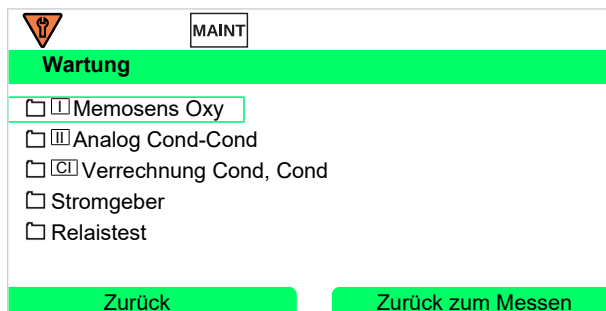 MAINT
Wartung
I Memosens Oxy
II Analog Cond-Cond
CI Verrechnung Cond, Cond
Stromgeber
Relaistest
Zurück Zurück zum Messen